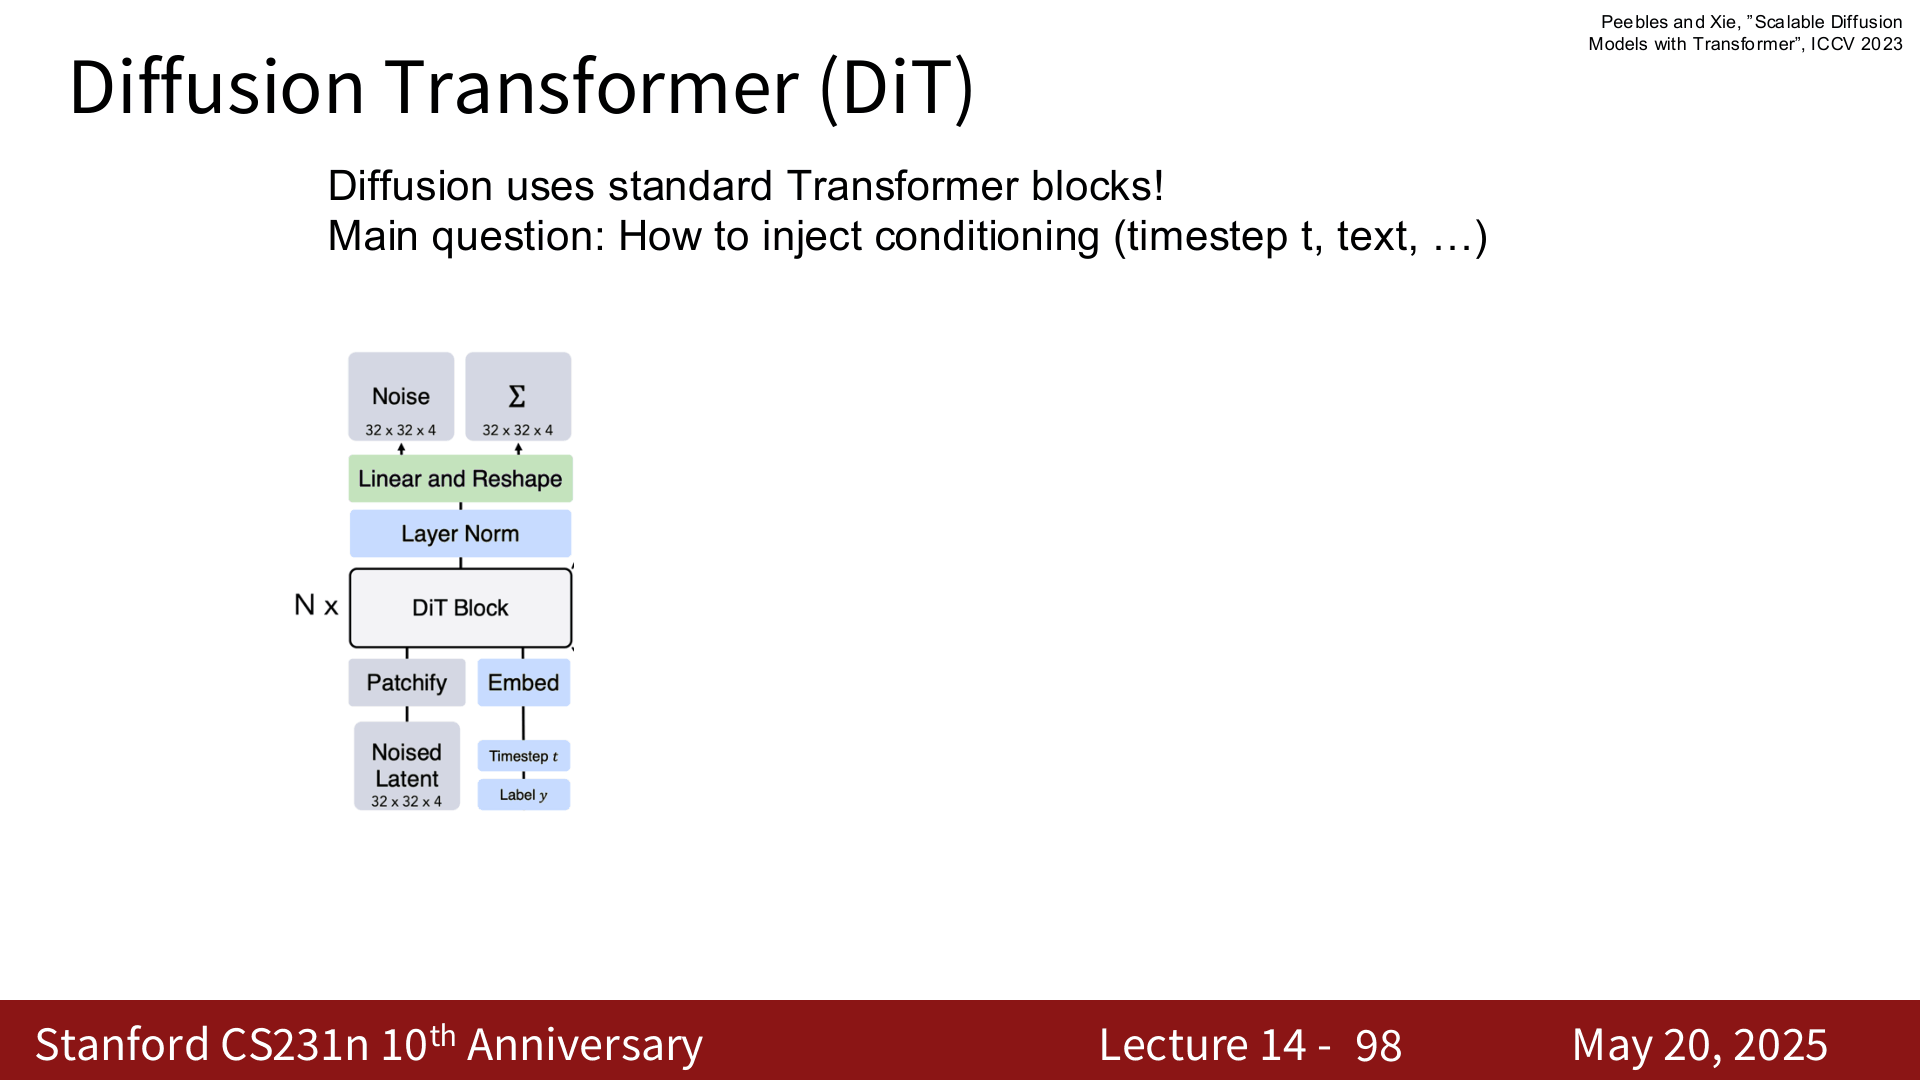 Peebles and Xie, ”Scalable Diffusion
Models with Transformer”, ICCV 2023
Diffusion Transformer (DiT)
Diffusion uses standard Transformer blocks!
Main question: How to inject conditioning (timestep t, text, …)
Noise
32 x 32 x 4
Σ
32 x 32 x 4
Linear and Reshape
Layer Norm
N x
DiT Block
Patchify
Embed
Noised
Latent
32 x 32 x 4
Timestep t
Label y
Stanford CS231n 10th Anniversary
Lecture 14 - 98
May 20, 2025